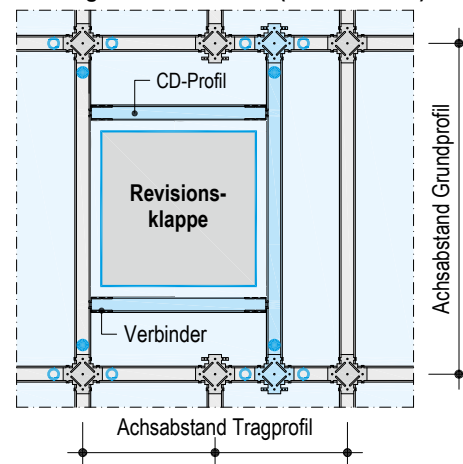 CD-Profil
Revisions-
klappe
Verbinder
Achsabstand Grundprofil
Achsabstand Tragprofil